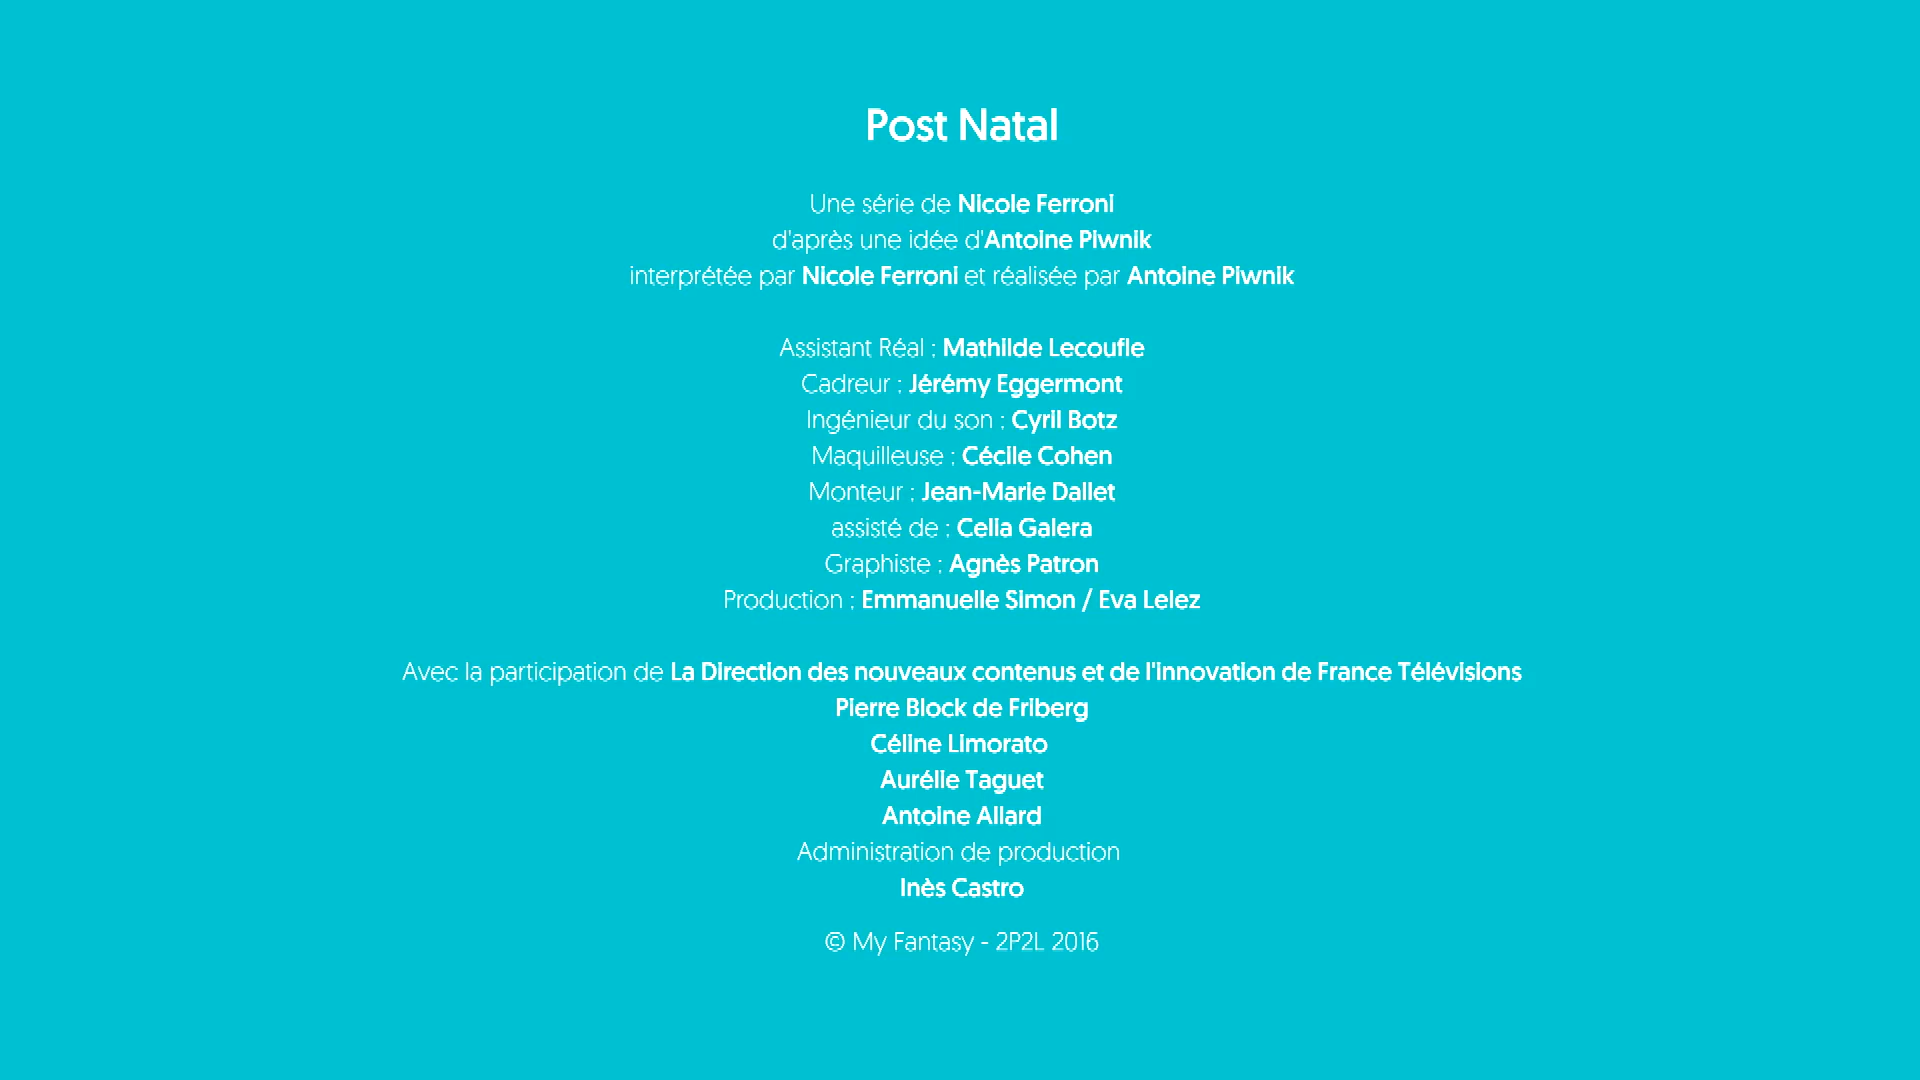 Post Natal
Une série de Nicole Ferroni
d'après une idée d'Antoine Piwnik
interprétée par Nicole Ferroni et réalisée par Antoine Piwnik
Assistant Réal : Mathilde Lecoufle
Cadreur : Jérémy Eggermont
Ingénieur du son : Cyril Botz
Maquilleuse : Cécile Cohen
Monteur : Jean-Marie Dallet
assisté de : Celia Galera
Graphiste : Agnès Patron
Production : Emmanuelle Simon / Eva Lelez
Avec la participation de La Direction des nouveaux contenus et de l'innovation de France Télévisions
Pierre Block de Friberg
Céline Limorato
Aurélie Taguet
Antoine Allard
Administration de production
Inès Castro
© My Fantasy - 2P2L 2016